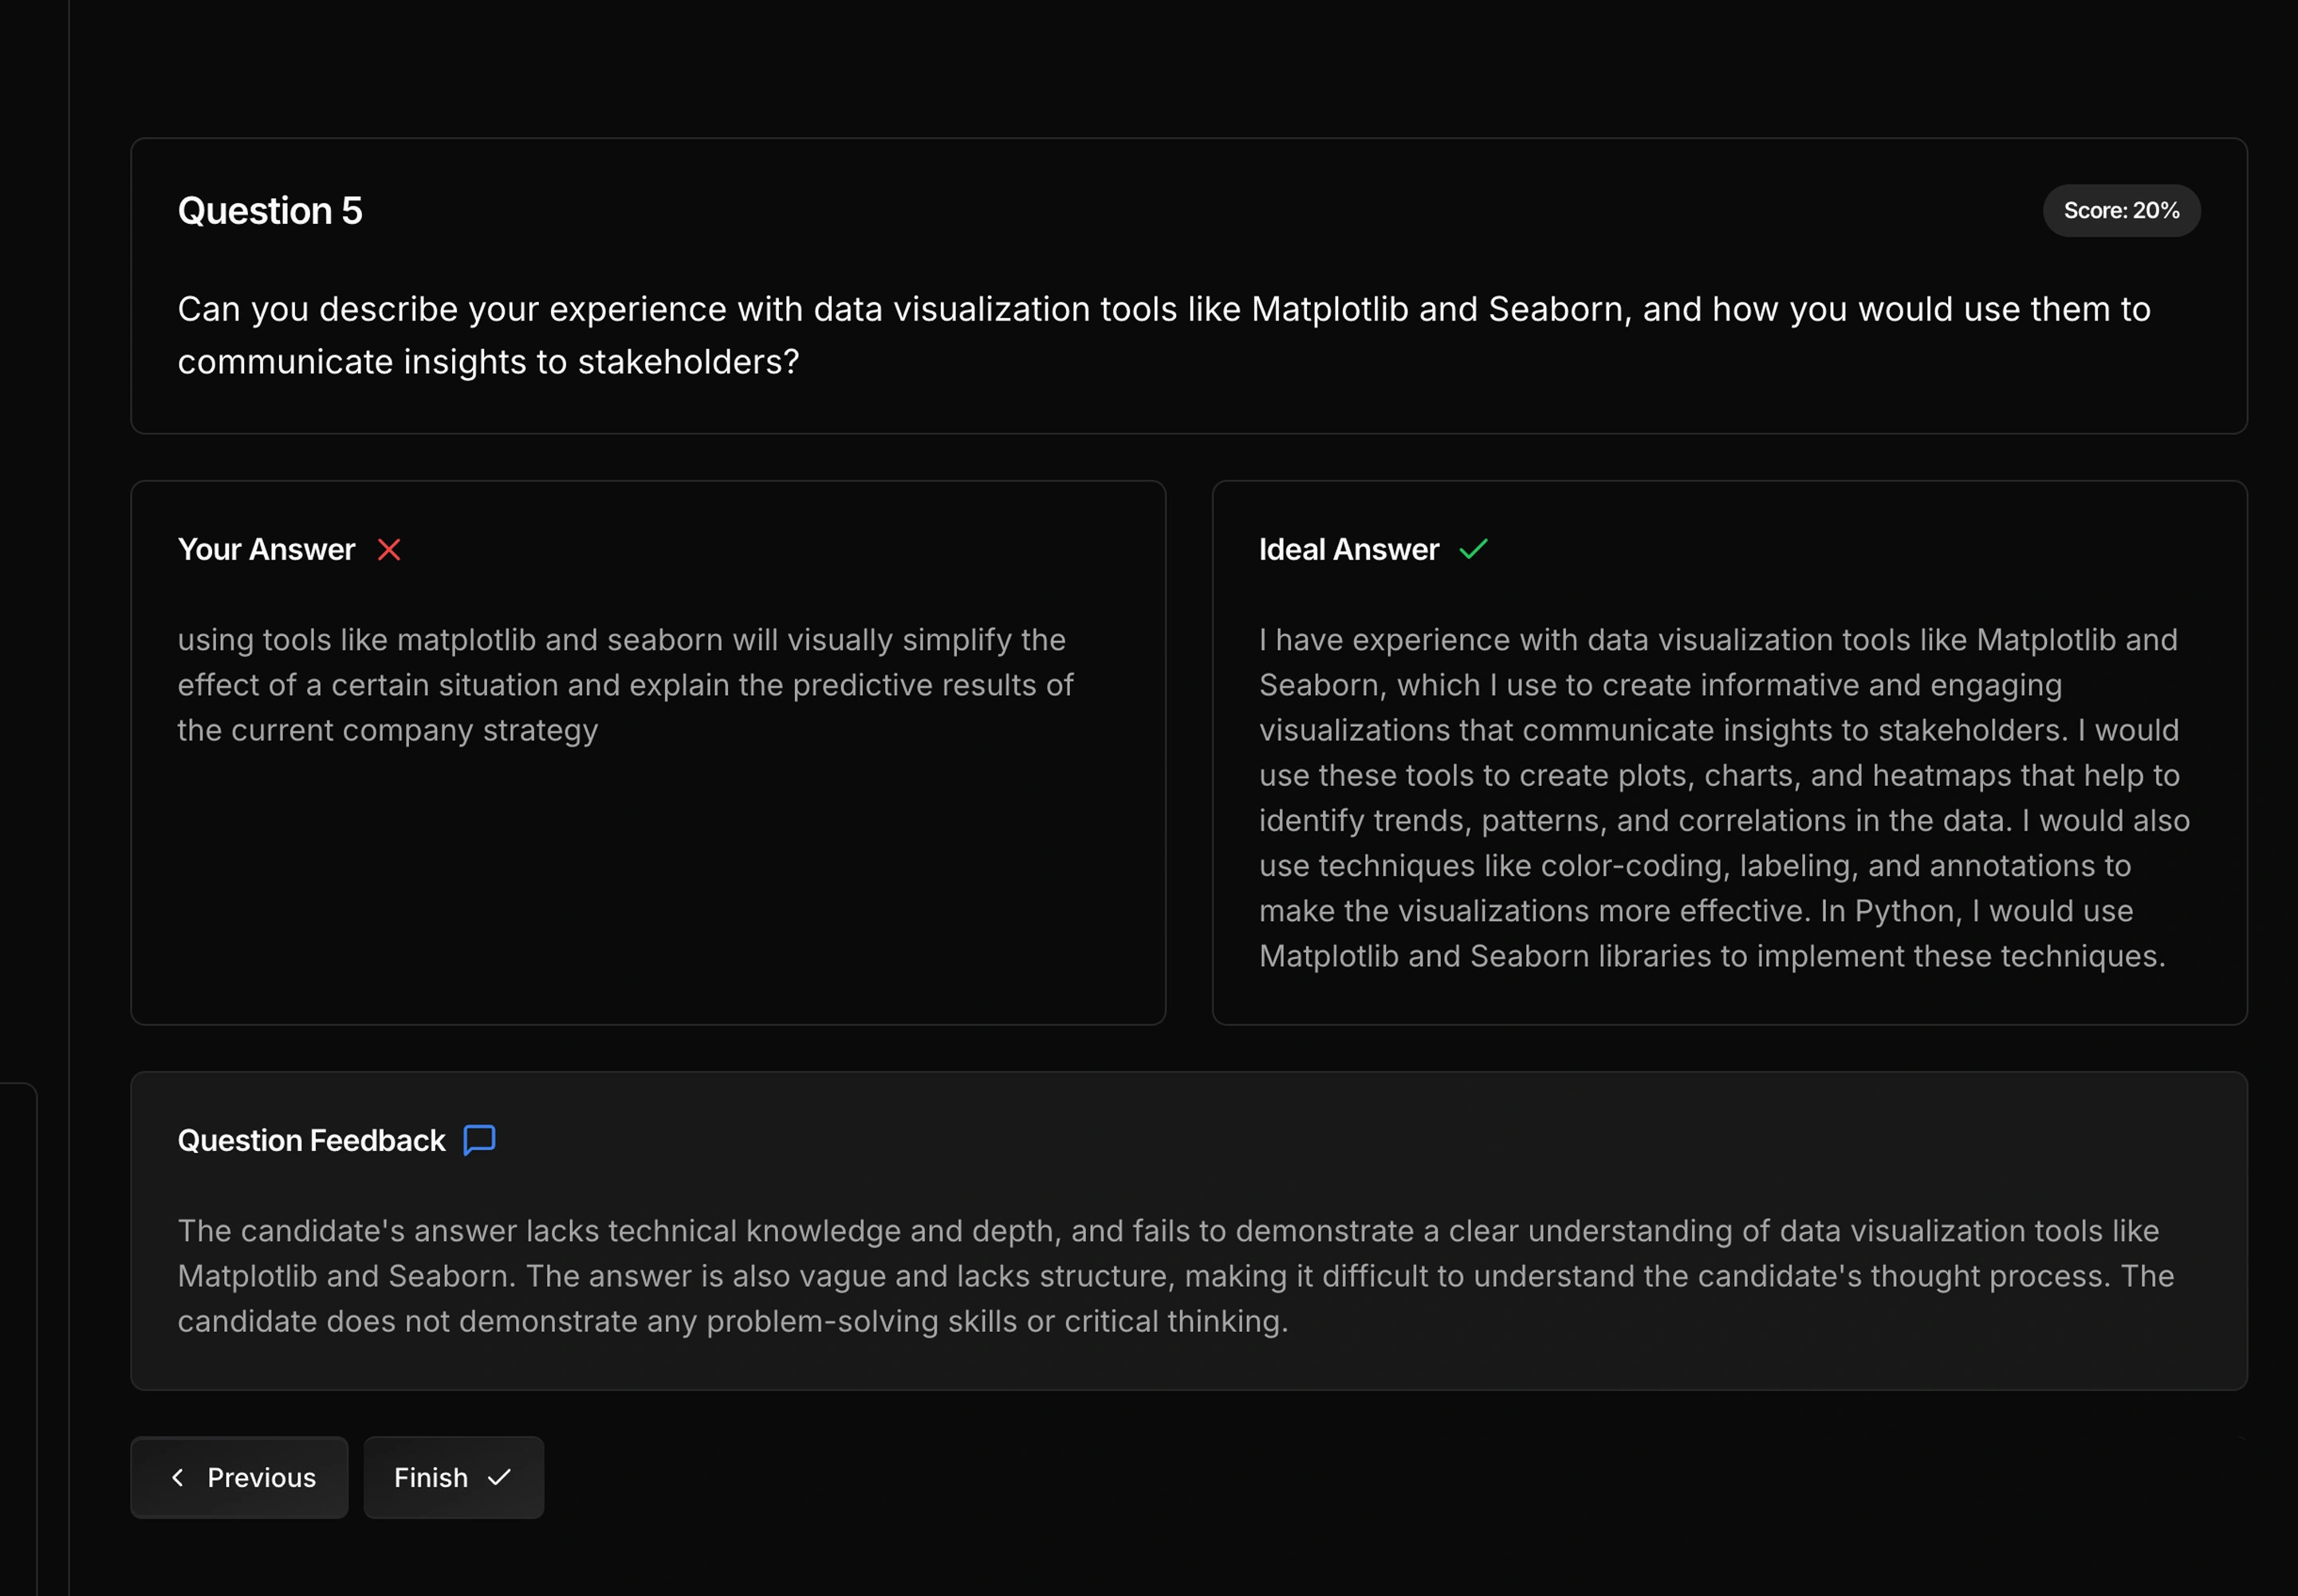 Question 5
Score: 20%
Can you describe your experience with data visualization tools like Matplotlib and Seaborn, and how you would use them to
communicate insights to stakeholders?
Your Answer
using tools like matplotlib and seaborn will visually simplify the
effect of a certain situation and explain the predictive results of
the current company strategy
Ideal Answer
I have experience with data visualization tools like Matplotlib and
Seaborn, which I use to create informative and engaging
visualizations that communicate insights to stakeholders. I would
use these tools to create plots, charts, and heatmaps that help to
identify trends, patterns, and correlations in the data. I would also
use techniques like color-coding, labeling, and annotations to
make the visualizations more effective. In Python, I would use
Matplotlib and Seaborn libraries to implement these techniques.
Question Feedback
The candidate's answer lacks technical knowledge and depth, and fails to demonstrate a clear understanding of data visualization tools like
Matplotlib and Seaborn. The answer is also vague and lacks structure, making it difficult to understand the candidate's thought process. The
candidate does not demonstrate any problem-solving skills or critical thinking.
Previous
Finish